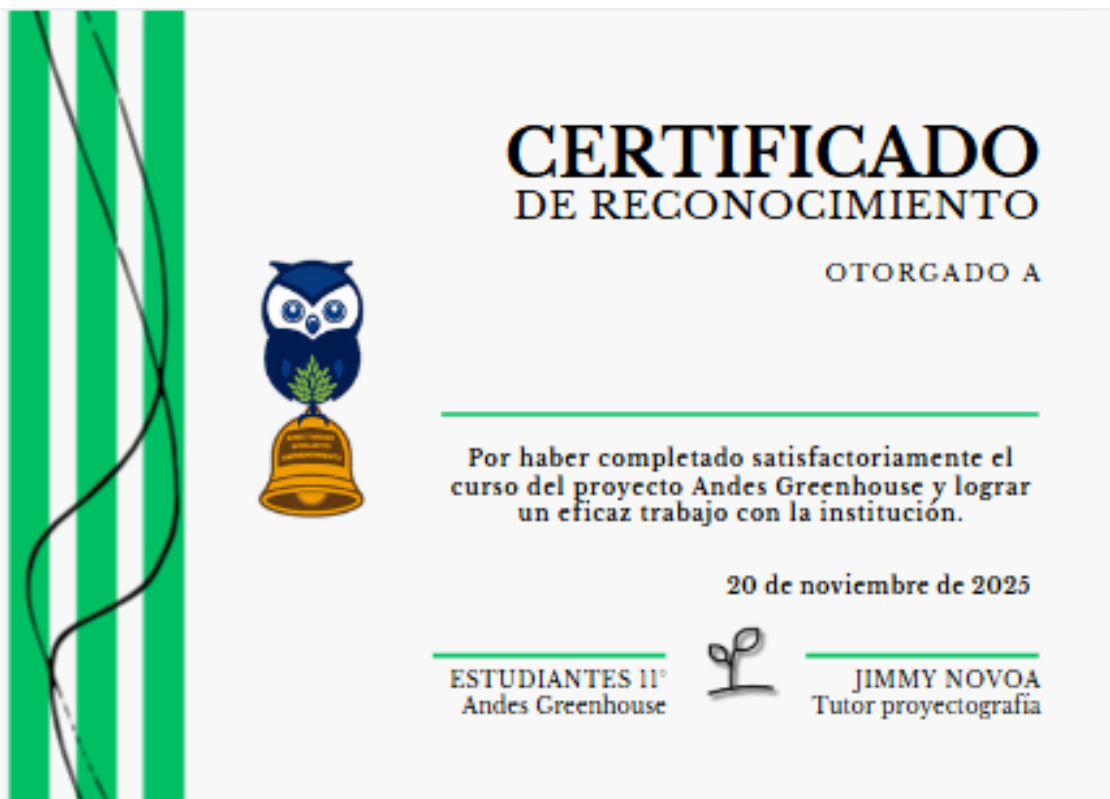 CERTIFICADO
DE RECONOCIMIENTO
OTORGADO A
Por haber completado satisfactoriamente el
curso del proyecto Andes Greenhouse y lograr
un eficaz trabajo con la institución.
20 de noviembre de 2025
ESTUDIANTES 11°
Andes Greenhouse
JIMMY NOVOA
Tutor proyectografía